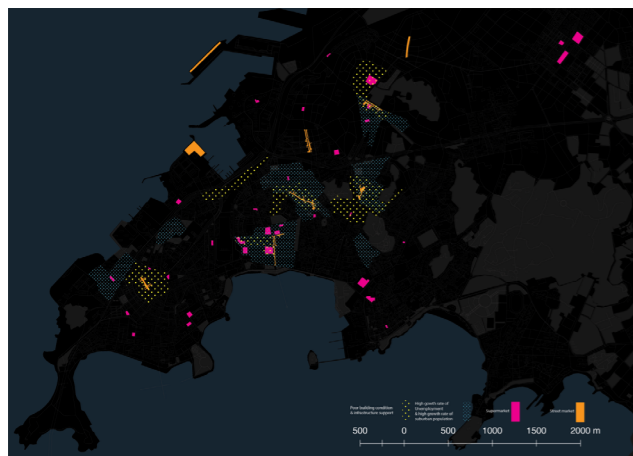 Poor building condition
& infrastructure support
High growth rate of
Unemployment
& high growth rate of
valuelure population
Supermarket
Street market
500 0 500 1000 1500 2000 m